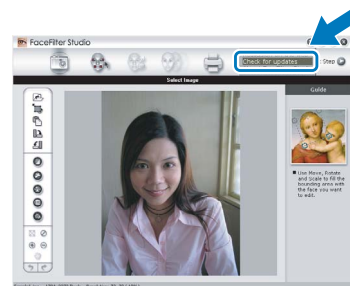 FaceFilter Studio
Check for updates
Step
Select Image
Guide
Use Move, Rotate
and Scale to fill the
bounding arms with
the face you want
to edit.